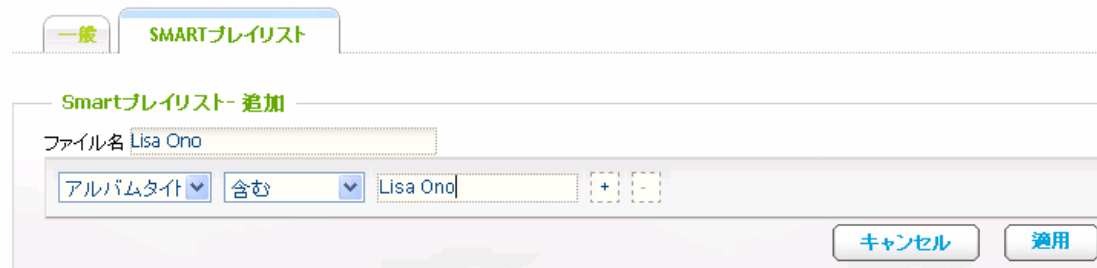 一般 SMARTプレイリスト
Smartプレイリスト- 追加
ファイル名 Lisa Ono
アルバムタイト 含む Lisa Ono + -
キャンセル 適用